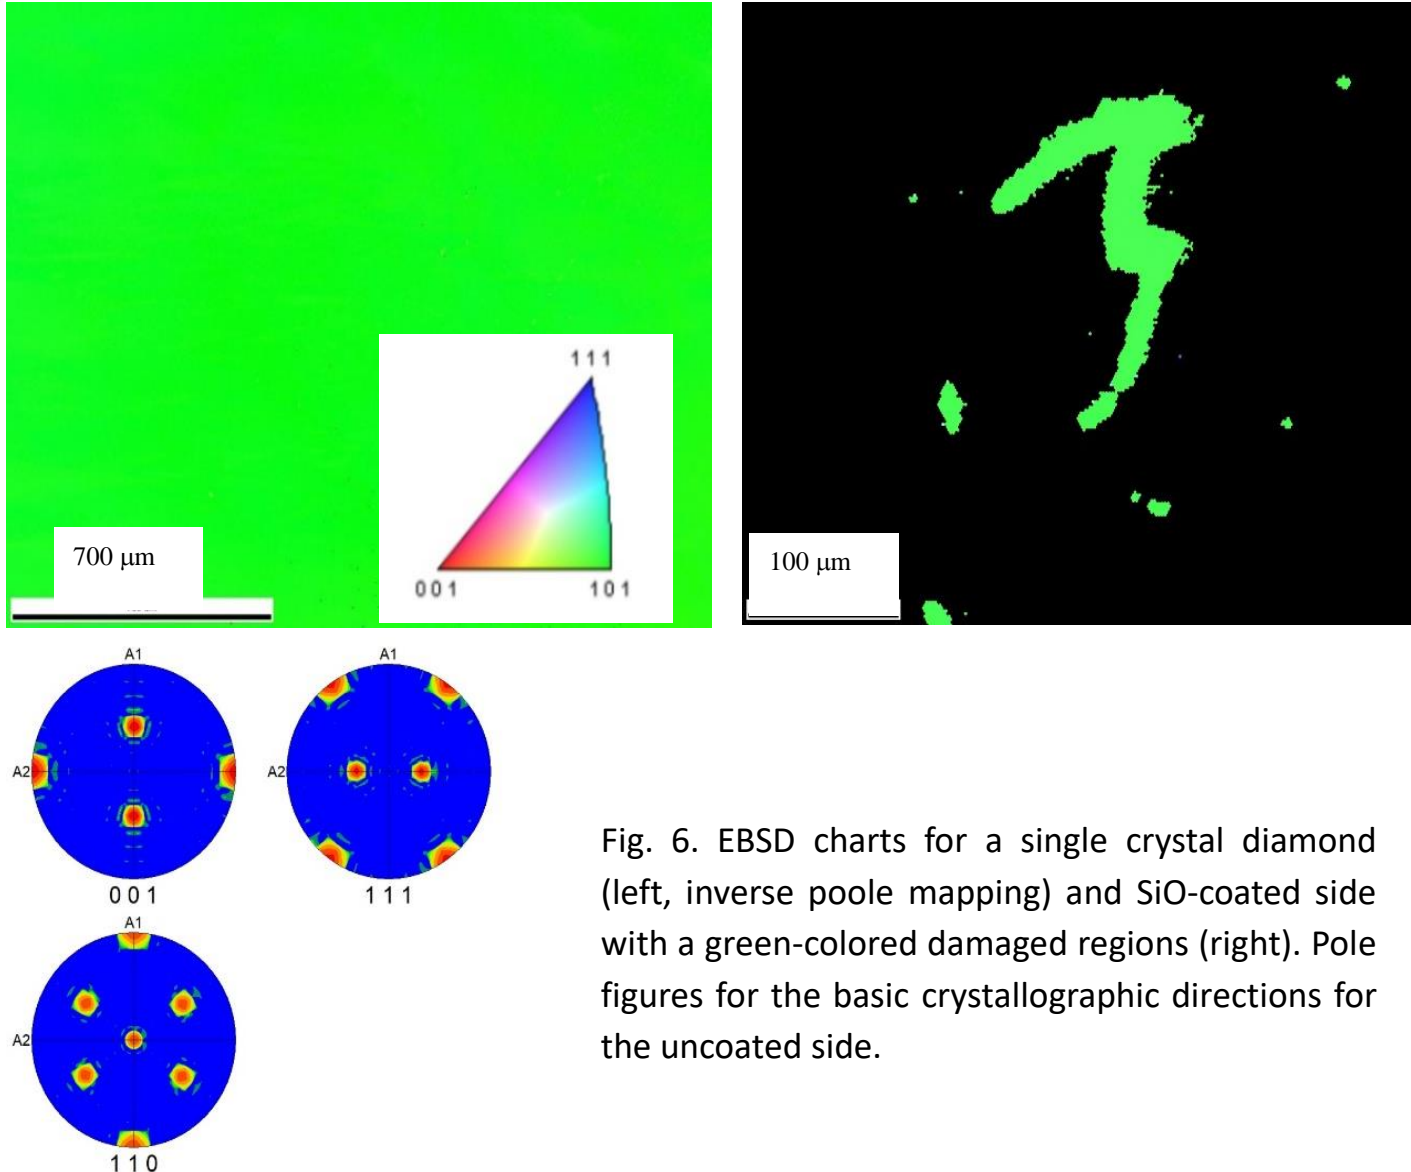 111
001
101
700 μm
100 μm
A1
A2
001
A1
A2
111
A1
A2
110
Fig. 6. EBSD charts for a single crystal diamond
(left, inverse poole mapping) and SiO-coated side
with a green-colored damaged regions (right). Pole
figures for the basic crystallographic directions for
the uncoated side.